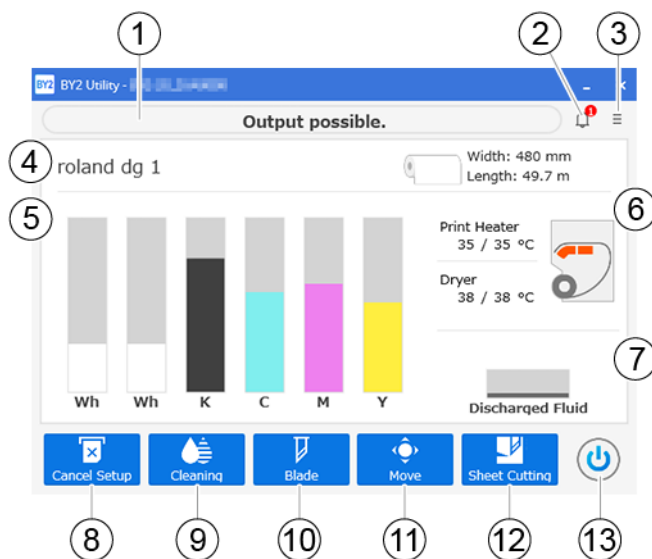 1
2
3
BY2 BY2 Utility -
Output possible.
1
4
roland dg 1
Width: 480 mm
Length: 49.7 m
5
6
Print Heater
35 / 35 °C
Dryer
38 / 38 °C
7
Wh Wh K C M Y
Discharged Fluid
Cancel Setup Cleaning Blade Move Sheet Cutting
8 9 10 11 12 13